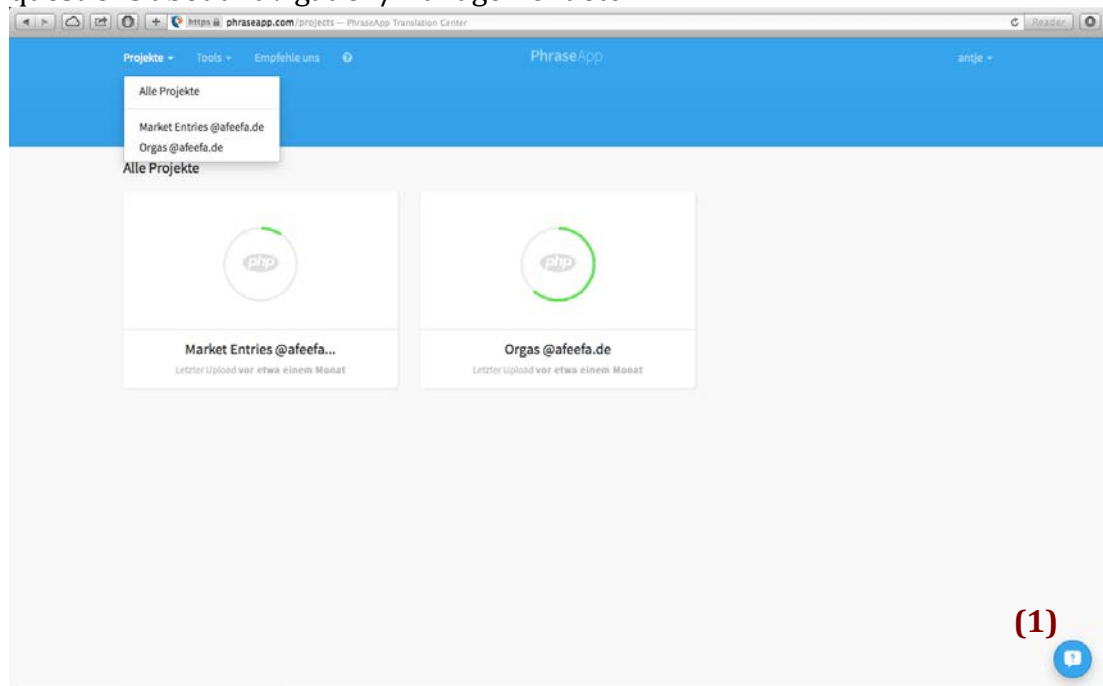 https phraseapp.com/projects — PhraseApp Translation Center
Reader
Projekte Tools Empfehle uns ?
PhraseApp
antje
Alle Projekte
Market Entries @afeefa.de
Orgas @afeefa.de
Alle Projekte
php
php
Market Entries @afeefa...
Orgas @afeefa.de
Letzter Upload vor etwa einem Monat
Letzter Upload vor etwa einem Monat
(1)
?